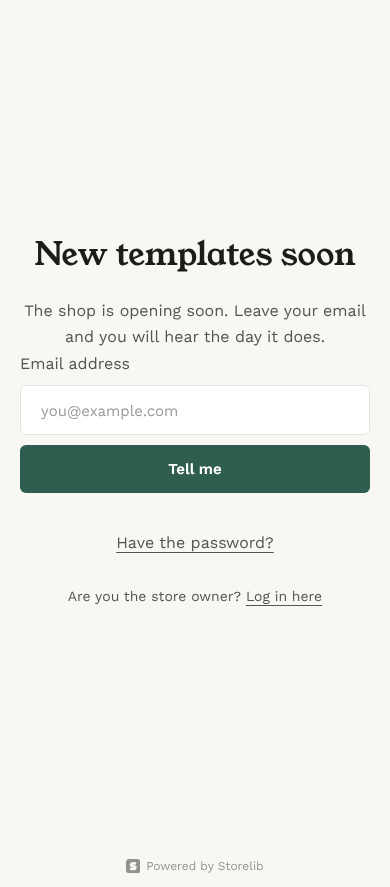 New templates soon
The shop is opening soon. Leave your email
and you will hear the day it does.
Email address
you@example.com
Tell me
Have the password?
Are you the store owner? Log in here
S Powered by Storelib